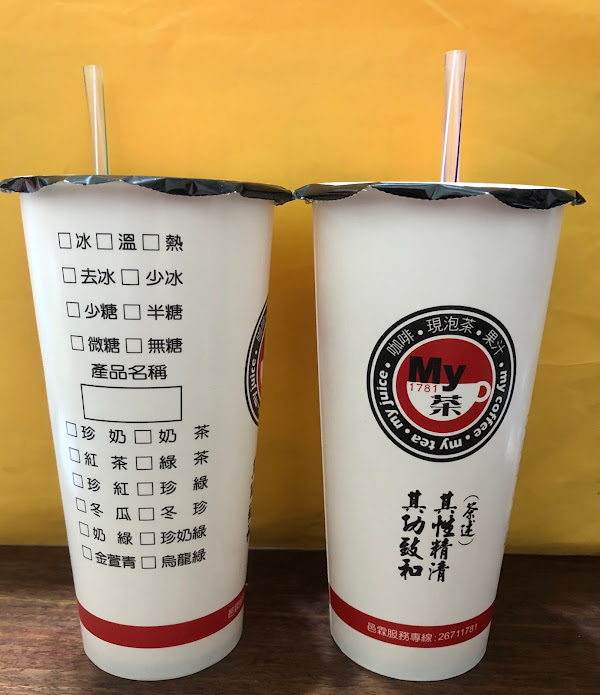 □冰□溫□熱
□去冰□少冰
□少糖□半糖
□微糖□無糖
產品名稱
□珍奶□奶茶
□紅茶□綠茶
□珍紅□珍綠
□冬瓜□冬珍
□奶綠□珍奶綠
□金萱青□烏龍綠
咖啡・現泡茶・果汁
My
1781
茶
my juice・my tea・my coffee
(茶述)
其性精清
其功致和
邑霖服務專線:26711781